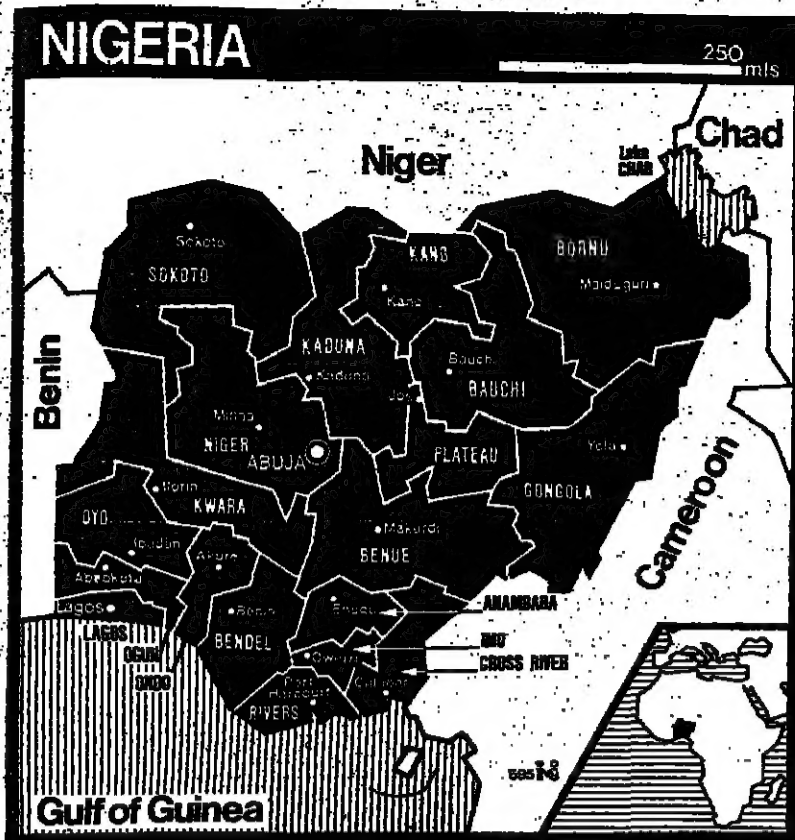 NIGERIA
250
mls
Chad
Niger
Lake
CHAD
Sokoto
SOKOTO
KANO
Kano
BORNU
Maiduguri
Benin
KADUNA
Kaduna
Bauchi
BAUCHI
Jos
Minna
NIGER
ABUJA
PLATEAU
Yola
GONGOLA
Cameroon
Ilorin
KWARA
OYO
Ibadan
Akure
Makurdi
BENUE
Abeokuta
Lagos
LAGOS
OGUN
ONDO
Benin
BENDEL
Enugu
ANAMBARA
IMO
Owerri
CROSS RIVER
Calabar
Port
Harcourt
RIVERS
Gulf of Guinea